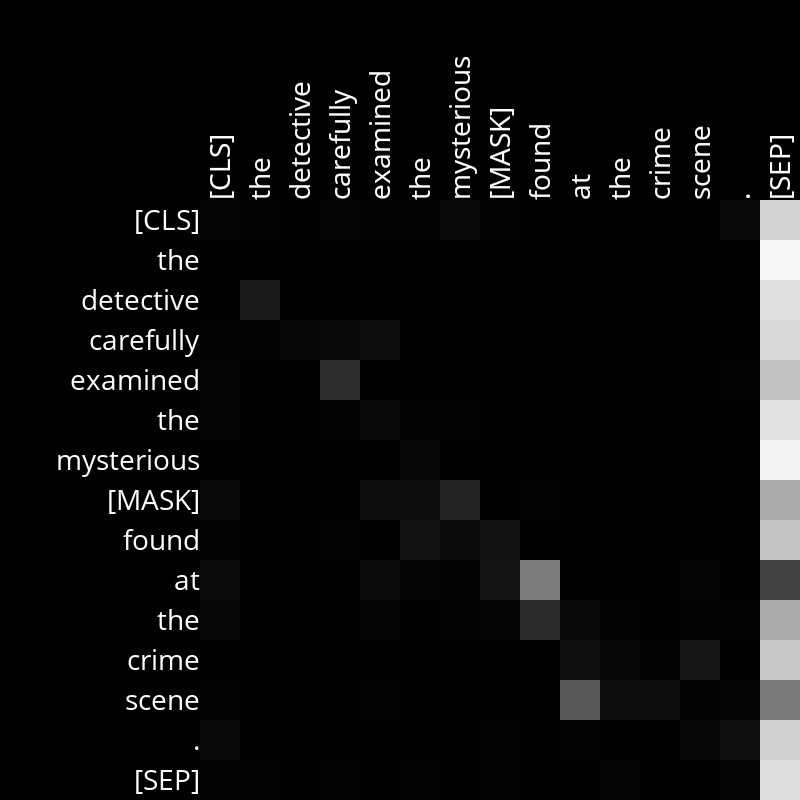 [CLS]
the
detective
carefully
examined
the
mysterious
[MASK]
found
at
the
crime
scene
.
[SEP]
[CLS]
the
detective
carefully
examined
the
mysterious
[MASK]
found
at
the
crime
scene
.
[SEP]